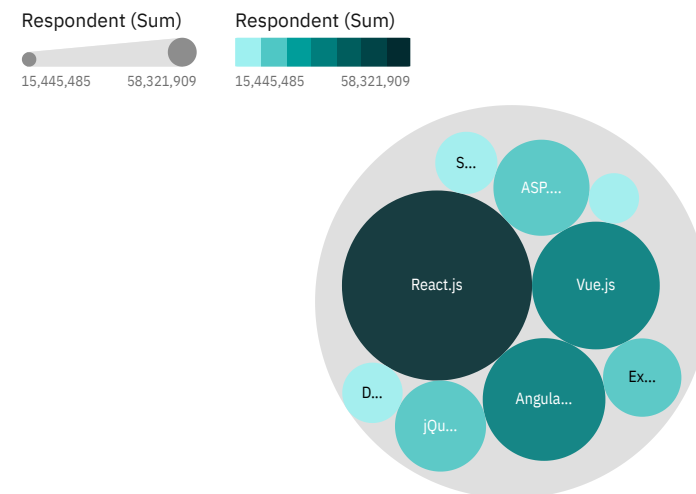 Respondent (Sum)
15,445,485 58,321,909
Respondent (Sum)
15,445,485 58,321,909
S...
ASP....
React.js
Vue.js
Ex...
D...
Angula...
jQu...